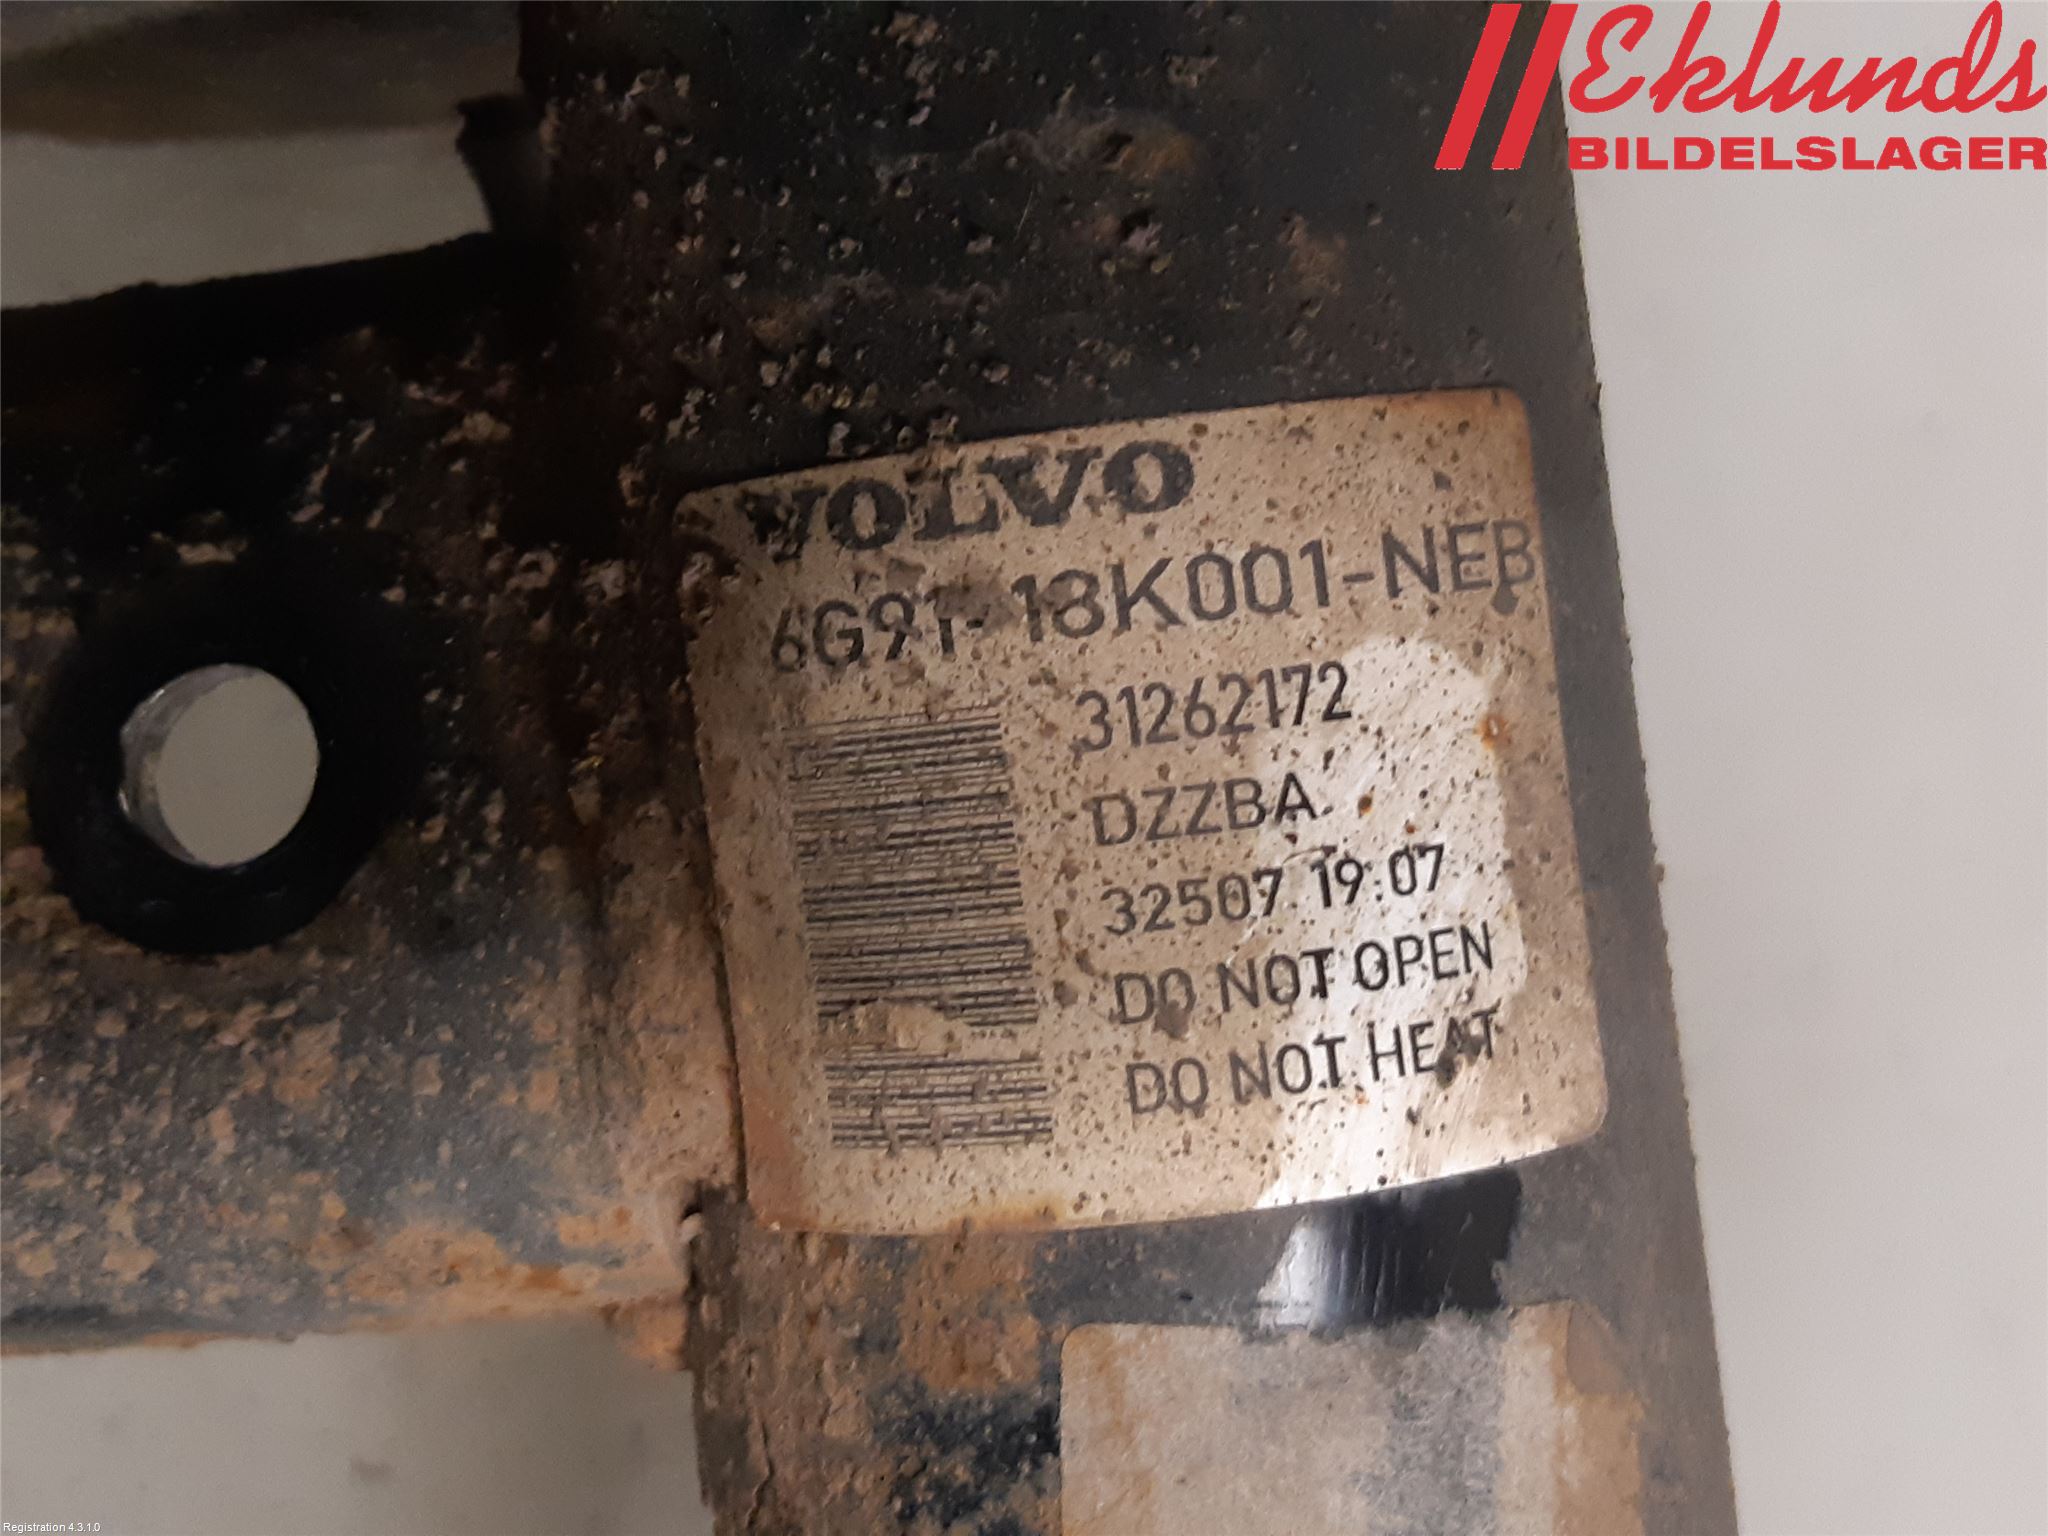 Eklunds
BILDELSLAGER
VOLVO
6G91-18K001-NEB
31262172
DZZBA
32507 19:07
DO NOT OPEN
DO NOT HEAT
Registration 4.3.1.0